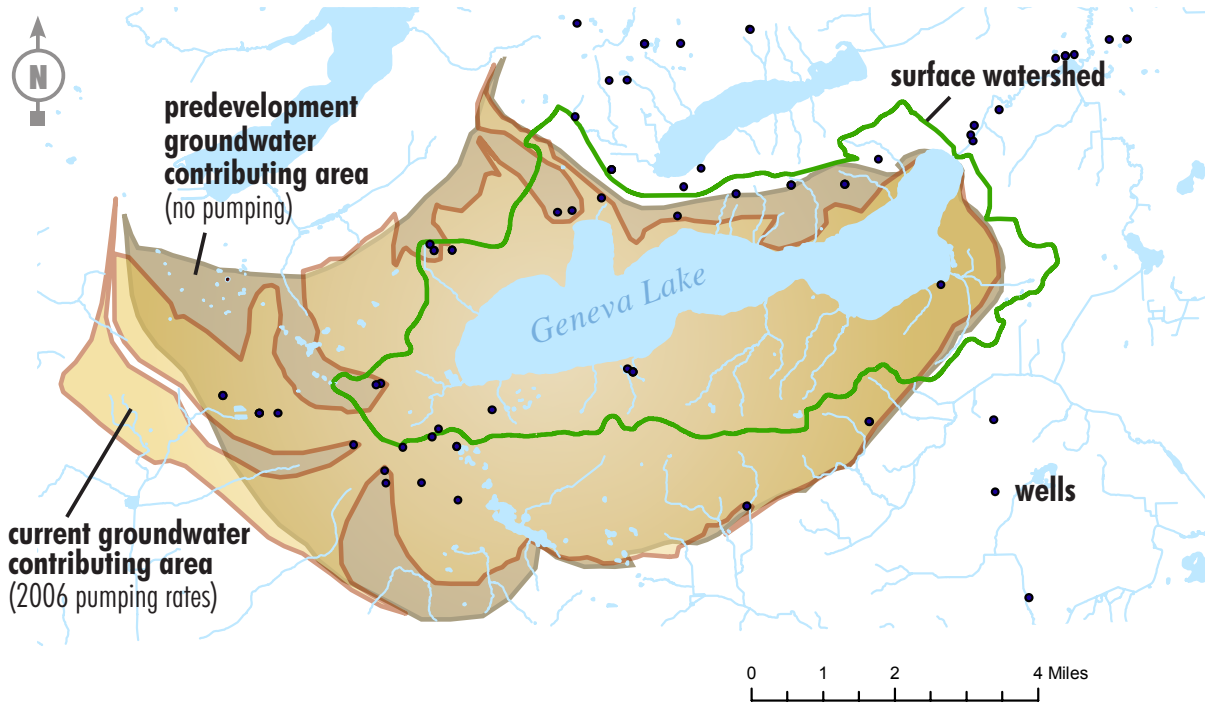 N
surface watershed
predevelopment
groundwater
contributing area
(no pumping)
Geneva Lake
wells
current groundwater
contributing area
(2006 pumping rates)
0 1 2 4 Miles